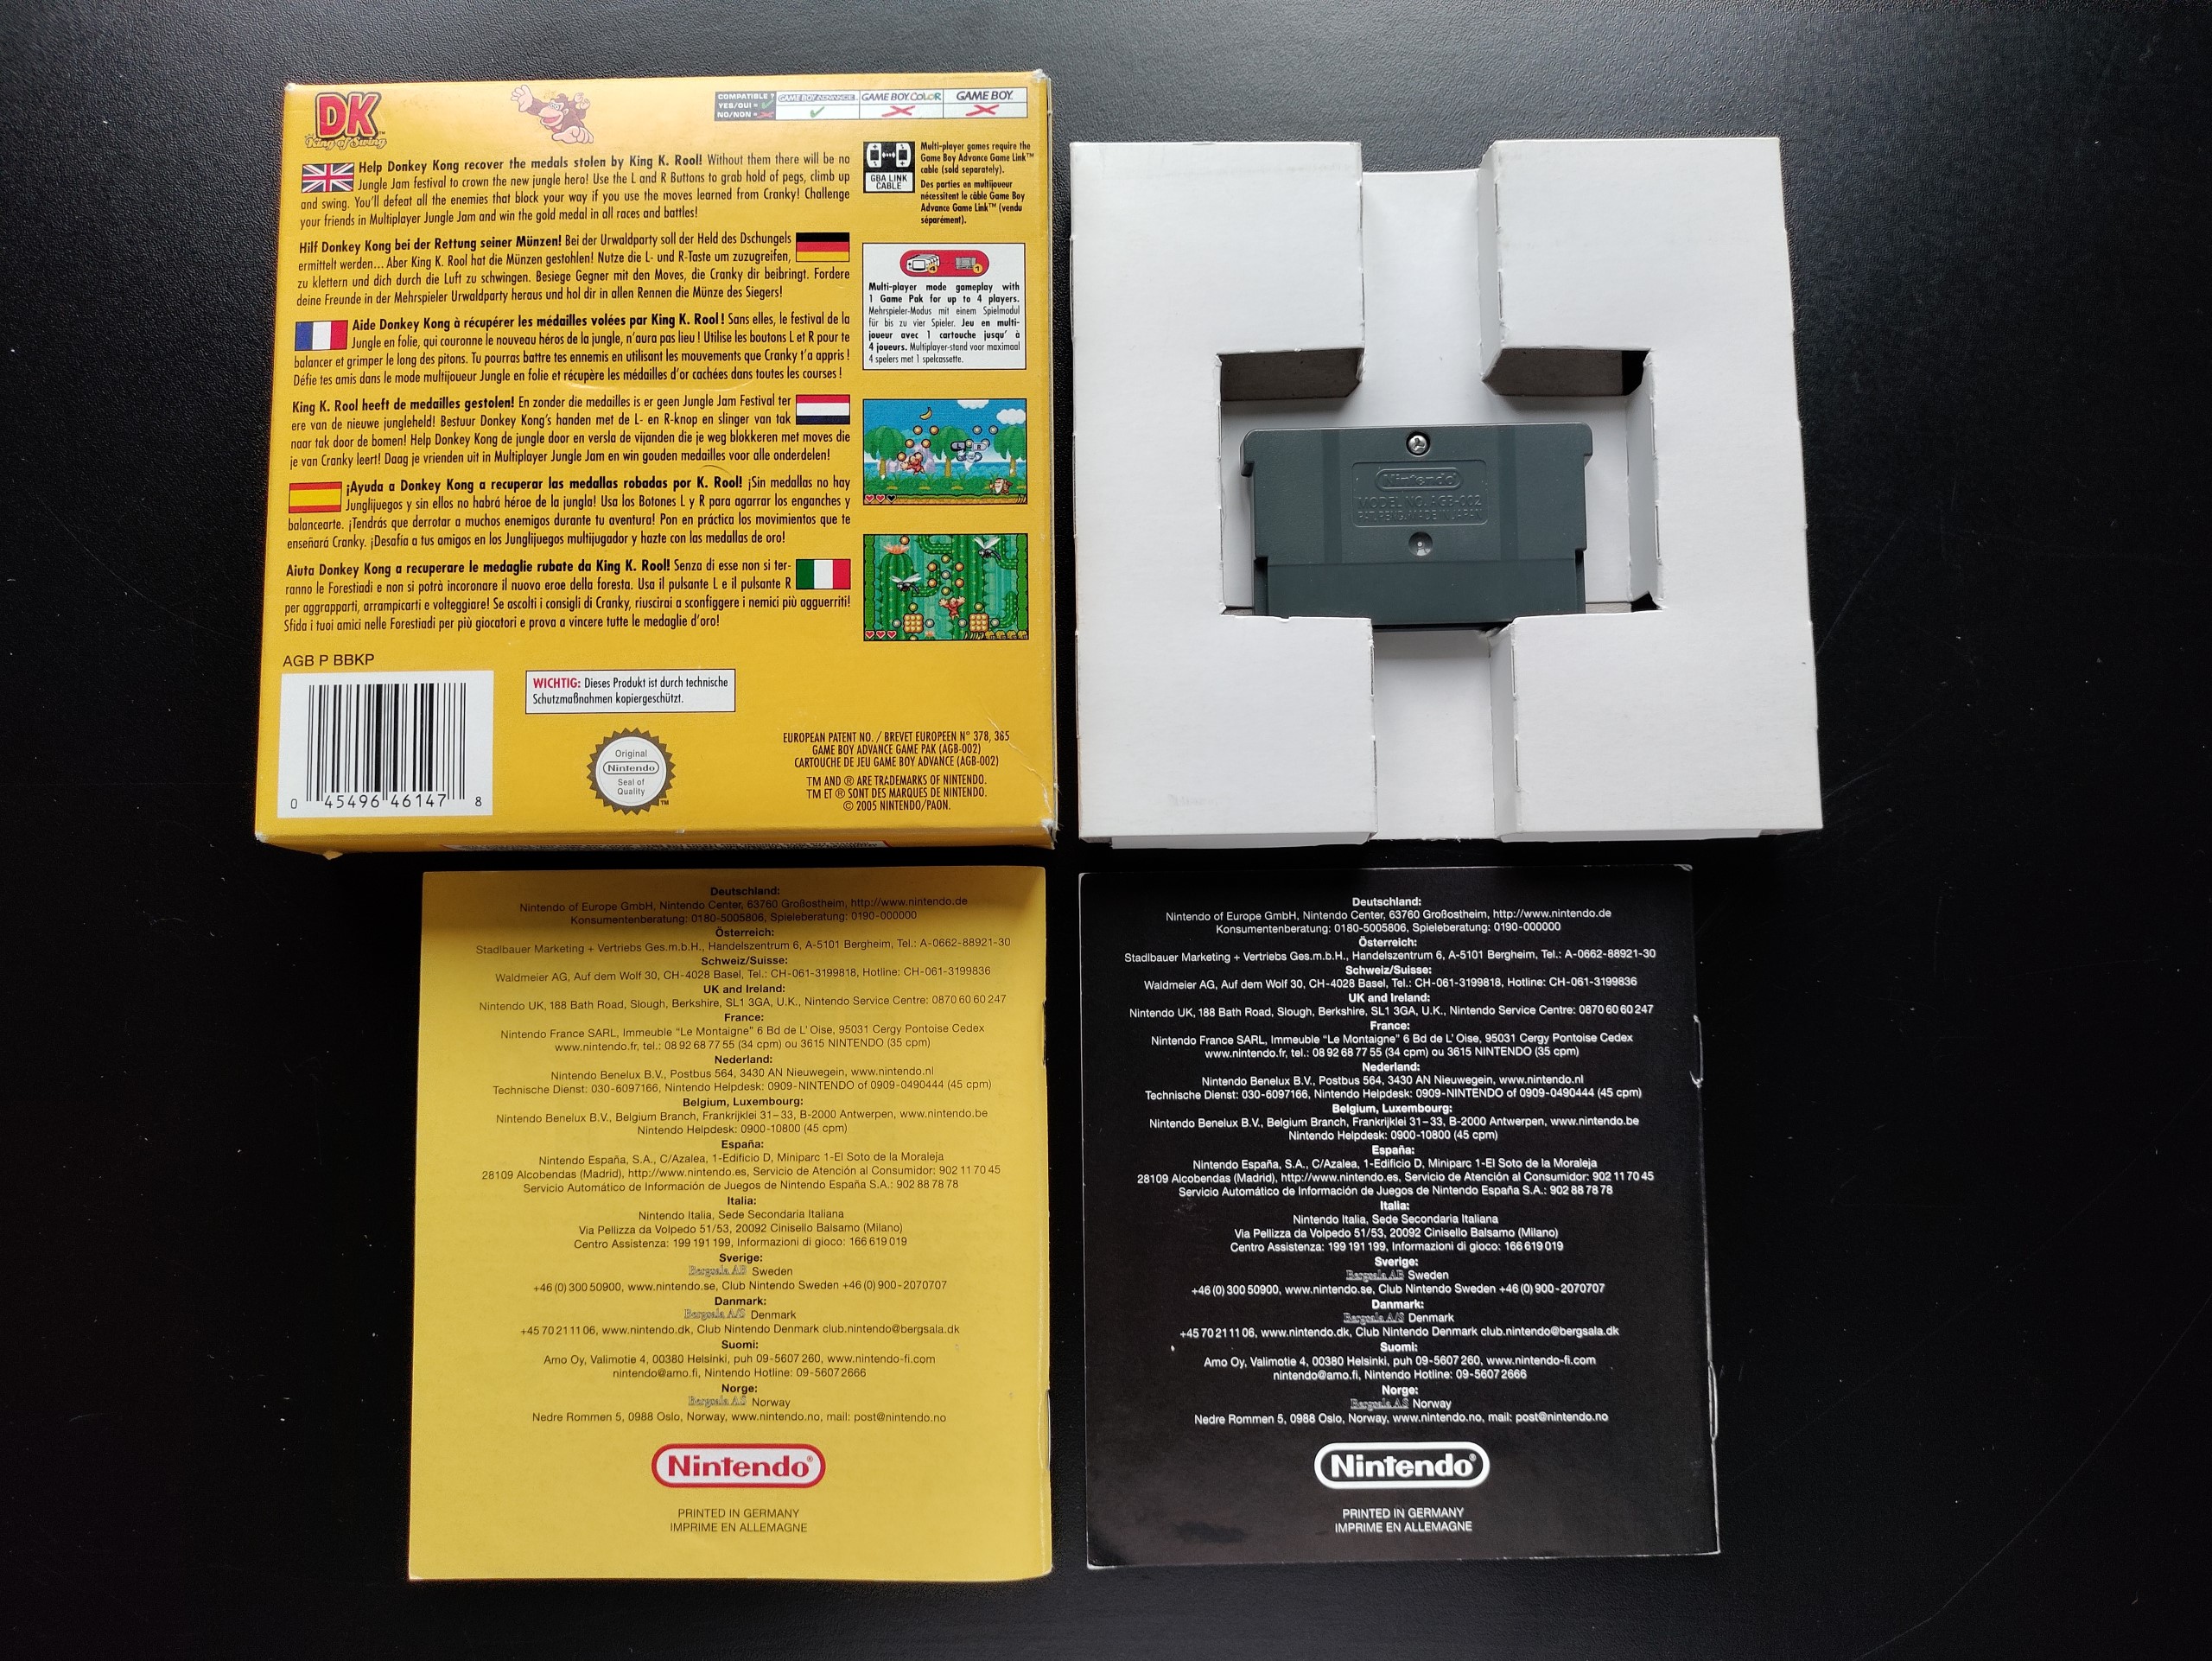 DK™
King of Swing
COMPATIBLE ?
YES/OUI =
NO/NON =
GAME BOY ADVANCE
GAME BOY COLOR
GAME BOY
Help Donkey Kong recover the medals stolen by King K. Rool! Without them there will be no
Jungle Jam festival to crown the new jungle hero! Use the L and R Buttons to grab hold of pegs, climb up
and swing. You'll defeat all the enemies that block your way if you use the moves learned from Cranky! Challenge
your friends in Multiplayer Jungle Jam and win the gold medal in all races and battles!
Hilf Donkey Kong bei der Rettung seiner Münzen! Bei der Urwaldparty soll der Held des Dschungels
ermittelt werden... Aber King K. Rool hat die Münzen gestohlen! Nutze die L- und R-Taste um zuzugreifen,
zu klettern und dich durch die Luft zu schwingen. Besiege Gegner mit den Moves, die Cranky dir beibringt. Fordere
deine Freunde in der Mehrspieler Urwaldparty heraus und hol dir in allen Rennen die Münze des Siegers!
Aide Donkey Kong à récupérer les médailles volées par King K. Rool ! Sans elles, le festival de la
Jungle en folie, qui couronne le nouveau héros de la jungle, n'aura pas lieu ! Utilise les boutons L et R pour te
balancer et grimper le long des pitons. Tu pourras battre tes ennemis en utilisant les mouvements que Cranky t'a appris !
Défie tes amis dans le mode multijoueur Jungle en folie et récupère les médailles d'or cachées dans toutes les courses !
King K. Rool heeft de medailles gestolen! En zonder die medailles is er geen Jungle Jam Festival ter
ere van de nieuwe jungleheld! Bestuur Donkey Kong's handen met de L- en R-knop en slinger van tak
naar tak door de bomen! Help Donkey Kong de jungle door en versla de vijanden die je weg blokkeren met moves die
je van Cranky leert! Daag je vrienden uit in Multiplayer Jungle Jam en win gouden medailles voor alle onderdelen!
¡Ayuda a Donkey Kong a recuperar las medallas robadas por K. Rool! ¡Sin medallas no hay
Junglijuegos y sin ellos no habrá héroe de la jungla! Usa los Botones L y R para agarrar los enganches y
balancearte. ¡Tendrás que derrotar a muchos enemigos durante tu aventura! Pon en práctica los movimientos que te
enseñará Cranky. ¡Desafía a tus amigos en los Junglijuegos multijugador y hazte con las medallas de oro!
Aiuta Donkey Kong a recuperare le medaglie rubate da King K. Rool! Senza di esse non si ter-
ranno le Forestiadi e non si potrà incoronare il nuovo eroe della foresta. Usa il pulsante L e il pulsante R
per aggrapparti, arrampicarti e volteggiare! Se ascolti i consigli di Cranky, riuscirai a sconfiggere i nemici più agguerriti!
Sfida i tuoi amici nelle Forestiadi per più giocatori e prova a vincere tutte le medaglie d'oro!
GBA LINK
CABLE
Multi-player games require the
Game Boy Advance Game Link™
cable (sold separately).
Des parties en multijoueur
nécessitent le câble Game Boy
Advance Game Link™ (vendu
séparément).
4 1
Multi-player mode gameplay with
1 Game Pak for up to 4 players.
Mehrspieler-Modus mit einem Spielmodul
für bis zu vier Spieler. Jeu en multi-
joueur avec 1 cartouche jusqu' à
4 joueurs. Multiplayer-stand voor maximaal
4 spelers met 1 spelcassette.
AGB P BBKP
0 45496 46147 8
WICHTIG: Dieses Produkt ist durch technische
Schutzmaßnahmen kopiergeschützt.
Original
Nintendo
Seal of
Quality
TM
EUROPEAN PATENT NO. / BREVET EUROPEEN N° 378, 365
GAME BOY ADVANCE GAME PAK (AGB-002)
CARTOUCHE DE JEU GAME BOY ADVANCE (AGB-002)
TM AND ® ARE TRADEMARKS OF NINTENDO.
TM ET ® SONT DES MARQUES DE NINTENDO.
© 2005 NINTENDO/PAON.
Nintendo
MODEL NO. AGB-002
PAT. PEND. MADE IN JAPAN
Deutschland:
Nintendo of Europe GmbH, Nintendo Center, 63760 Großostheim, http://www.nintendo.de
Konsumentenberatung: 0180-5005806, Spieleberatung: 0190-000000
Österreich:
Stadlbauer Marketing + Vertriebs Ges.m.b.H., Handelszentrum 6, A-5101 Bergheim, Tel.: A-0662-88921-30
Schweiz/Suisse:
Waldmeier AG, Auf dem Wolf 30, CH-4028 Basel, Tel.: CH-061-3199818, Hotline: CH-061-3199836
UK and Ireland:
Nintendo UK, 188 Bath Road, Slough, Berkshire, SL1 3GA, U.K., Nintendo Service Centre: 0870 60 60 247
France:
Nintendo France SARL, Immeuble "Le Montaigne" 6 Bd de L' Oise, 95031 Cergy Pontoise Cedex
www.nintendo.fr, tel.: 08 92 68 77 55 (34 cpm) ou 3615 NINTENDO (35 cpm)
Nederland:
Nintendo Benelux B.V., Postbus 564, 3430 AN Nieuwegein, www.nintendo.nl
Technische Dienst: 030-6097166, Nintendo Helpdesk: 0909-NINTENDO of 0909-0490444 (45 cpm)
Belgium, Luxembourg:
Nintendo Benelux B.V., Belgium Branch, Frankrijklei 31–33, B-2000 Antwerpen, www.nintendo.be
Nintendo Helpdesk: 0900-10800 (45 cpm)
España:
Nintendo España, S.A., C/Azalea, 1-Edificio D, Miniparc 1-El Soto de la Moraleja
28109 Alcobendas (Madrid), http://www.nintendo.es, Servicio de Atención al Consumidor: 902 11 70 45
Servicio Automático de Información de Juegos de Nintendo España S.A.: 902 88 78 78
Italia:
Nintendo Italia, Sede Secondaria Italiana
Via Pellizza da Volpedo 51/53, 20092 Cinisello Balsamo (Milano)
Centro Assistenza: 199 191 199, Informazioni di gioco: 166 619 019
Sverige:
Bergsala AB Sweden
+46 (0) 300 50900, www.nintendo.se, Club Nintendo Sweden +46 (0) 900-2070707
Danmark:
Bergsala A/S Denmark
+45 70 21 11 06, www.nintendo.dk, Club Nintendo Denmark club.nintendo@bergsala.dk
Suomi:
Amo Oy, Valimotie 4, 00380 Helsinki, puh 09-5607 260, www.nintendo-fi.com
nintendo@amo.fi, Nintendo Hotline: 09-5607 2666
Norge:
Bergsala AS Norway
Nedre Rommen 5, 0988 Oslo, Norway, www.nintendo.no, mail: post@nintendo.no
Nintendo®
PRINTED IN GERMANY
IMPRIME EN ALLEMAGNE
Deutschland:
Nintendo of Europe GmbH, Nintendo Center, 63760 Großostheim, http://www.nintendo.de
Konsumentenberatung: 0180-5005806, Spieleberatung: 0190-000000
Österreich:
Stadlbauer Marketing + Vertriebs Ges.m.b.H., Handelszentrum 6, A-5101 Bergheim, Tel.: A-0662-88921-30
Schweiz/Suisse:
Waldmeier AG, Auf dem Wolf 30, CH-4028 Basel, Tel.: CH-061-3199818, Hotline: CH-061-3199836
UK and Ireland:
Nintendo UK, 188 Bath Road, Slough, Berkshire, SL1 3GA, U.K., Nintendo Service Centre: 0870 60 60 247
France:
Nintendo France SARL, Immeuble "Le Montaigne" 6 Bd de L' Oise, 95031 Cergy Pontoise Cedex
www.nintendo.fr, tel.: 08 92 68 77 55 (34 cpm) ou 3615 NINTENDO (35 cpm)
Nederland:
Nintendo Benelux B.V., Postbus 564, 3430 AN Nieuwegein, www.nintendo.nl
Technische Dienst: 030-6097166, Nintendo Helpdesk: 0909-NINTENDO of 0909-0490444 (45 cpm)
Belgium, Luxembourg:
Nintendo Benelux B.V., Belgium Branch, Frankrijklei 31–33, B-2000 Antwerpen, www.nintendo.be
Nintendo Helpdesk: 0900-10800 (45 cpm)
España:
Nintendo España, S.A., C/Azalea, 1-Edificio D, Miniparc 1-El Soto de la Moraleja
28109 Alcobendas (Madrid), http://www.nintendo.es, Servicio de Atención al Consumidor: 902 11 70 45
Servicio Automático de Información de Juegos de Nintendo España S.A.: 902 88 78 78
Italia:
Nintendo Italia, Sede Secondaria Italiana
Via Pellizza da Volpedo 51/53, 20092 Cinisello Balsamo (Milano)
Centro Assistenza: 199 191 199, Informazioni di gioco: 166 619 019
Sverige:
Bergsala AB Sweden
+46 (0) 300 50900, www.nintendo.se, Club Nintendo Sweden +46 (0) 900-2070707
Danmark:
Bergsala A/S Denmark
+45 70 21 11 06, www.nintendo.dk, Club Nintendo Denmark club.nintendo@bergsala.dk
Suomi:
Amo Oy, Valimotie 4, 00380 Helsinki, puh 09-5607 260, www.nintendo-fi.com
nintendo@amo.fi, Nintendo Hotline: 09-5607 2666
Norge:
Bergsala AS Norway
Nedre Rommen 5, 0988 Oslo, Norway, www.nintendo.no, mail: post@nintendo.no
Nintendo®
PRINTED IN GERMANY
IMPRIME EN ALLEMAGNE